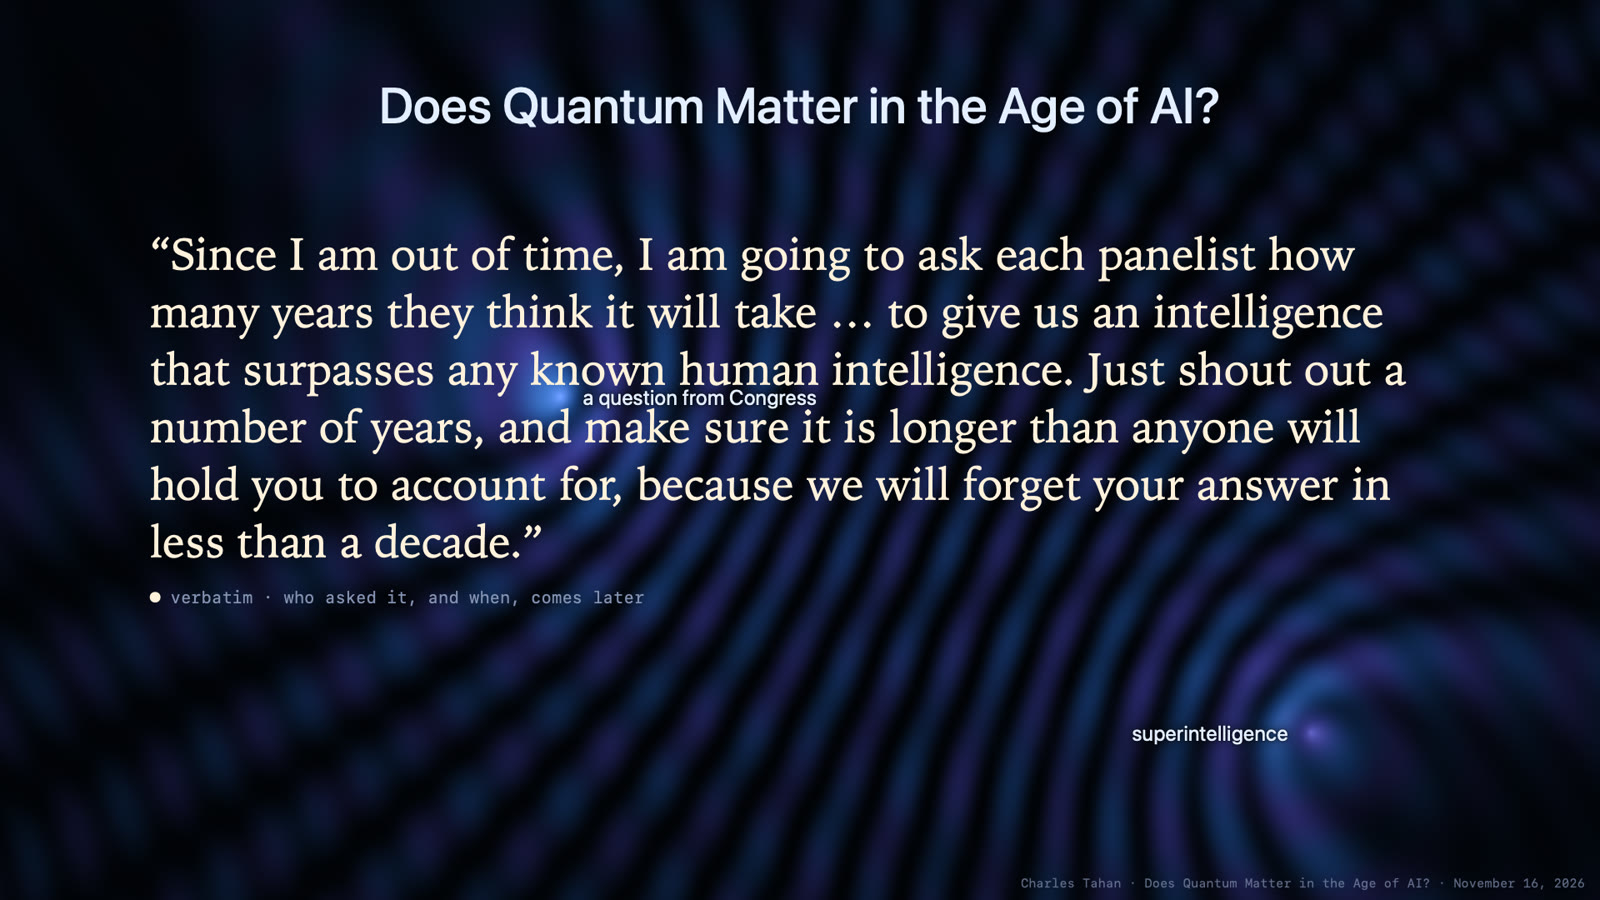 Does Quantum Matter in the Age of AI?
“Since I am out of time, I am going to ask each panelist how
many years they think it will take … to give us an intelligence
that surpasses any known human intelligence. Just shout out a
a question from Congress
number of years, and make sure it is longer than anyone will
hold you to account for, because we will forget your answer in
less than a decade.”
verbatim · who asked it, and when, comes later
superintelligence
Charles Tahan · Does Quantum Matter in the Age of AI? · November 16, 2026